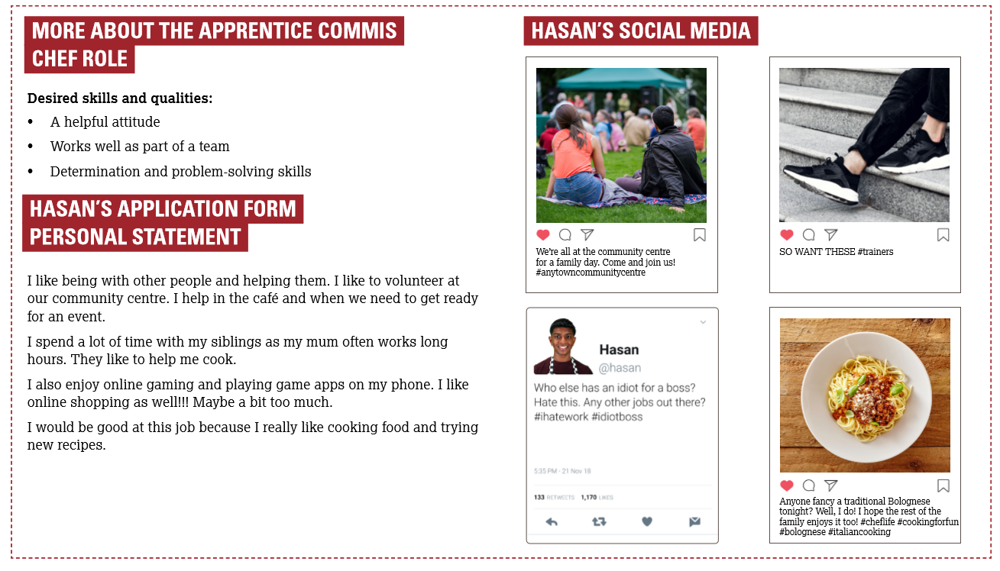 MORE ABOUT THE APPRENTICE COMMIS
CHEF ROLE
Desired skills and qualities:
• A helpful attitude
• Works well as part of a team
• Determination and problem-solving skills
HASAN’S APPLICATION FORM
PERSONAL STATEMENT
I like being with other people and helping them. I like to volunteer at
our community centre. I help in the café and when we need to get ready
for an event.
I spend a lot of time with my siblings as my mum often works long
hours. They like to help me cook.
I also enjoy online gaming and playing game apps on my phone. I like
online shopping as well!!! Maybe a bit too much.
I would be good at this job because I really like cooking food and trying
new recipes.
HASAN’S SOCIAL MEDIA
We’re all at the community centre
for a family day. Come and join us!
#anytowncommunitycentre
SO WANT THESE #trainers
Hasan
@hasan
Who else has an idiot for a boss?
Hate this. Any other jobs out there?
#ihatework #idiotboss
5:35 PM - 21 Nov 18
133 RETWEETS 1,170 LIKES
Anyone fancy a traditional Bolognese
tonight? Well, I do! I hope the rest of the
family enjoys it too! #cheflife #cookingforfun
#bolognese #italiancooking